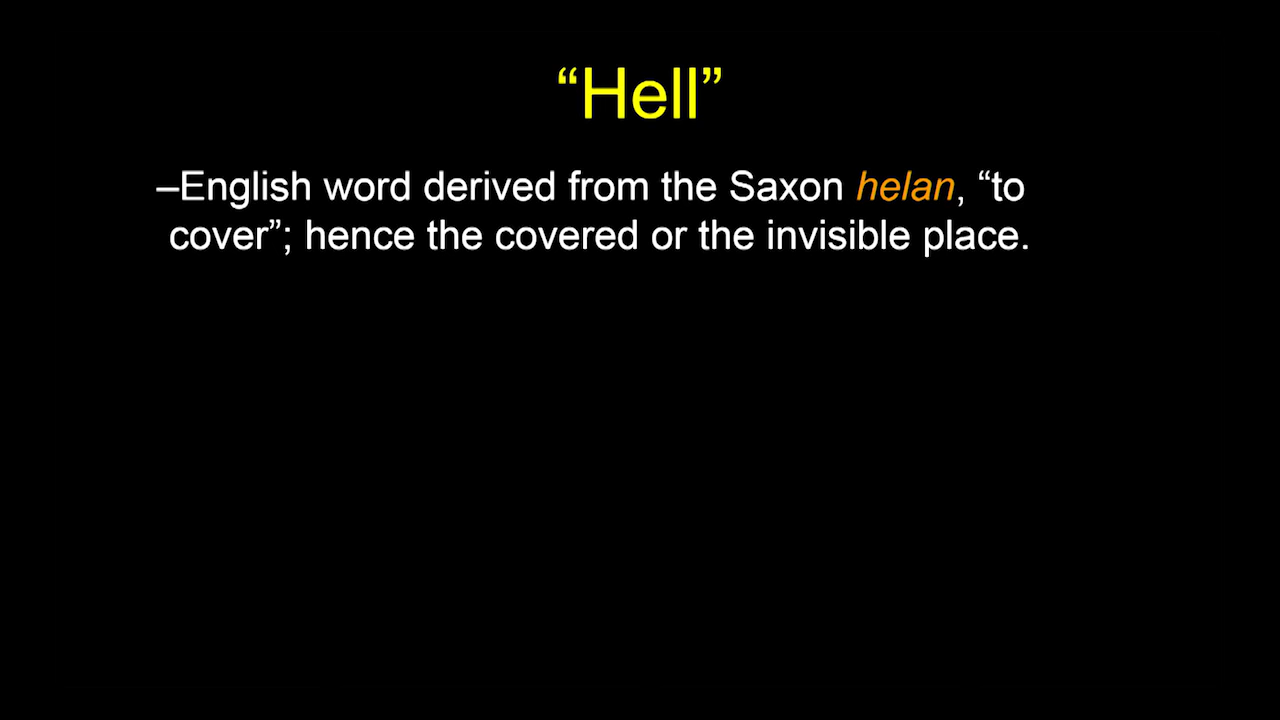 “Hell”
–English word derived from the Saxon helan, “to
cover”; hence the covered or the invisible place.